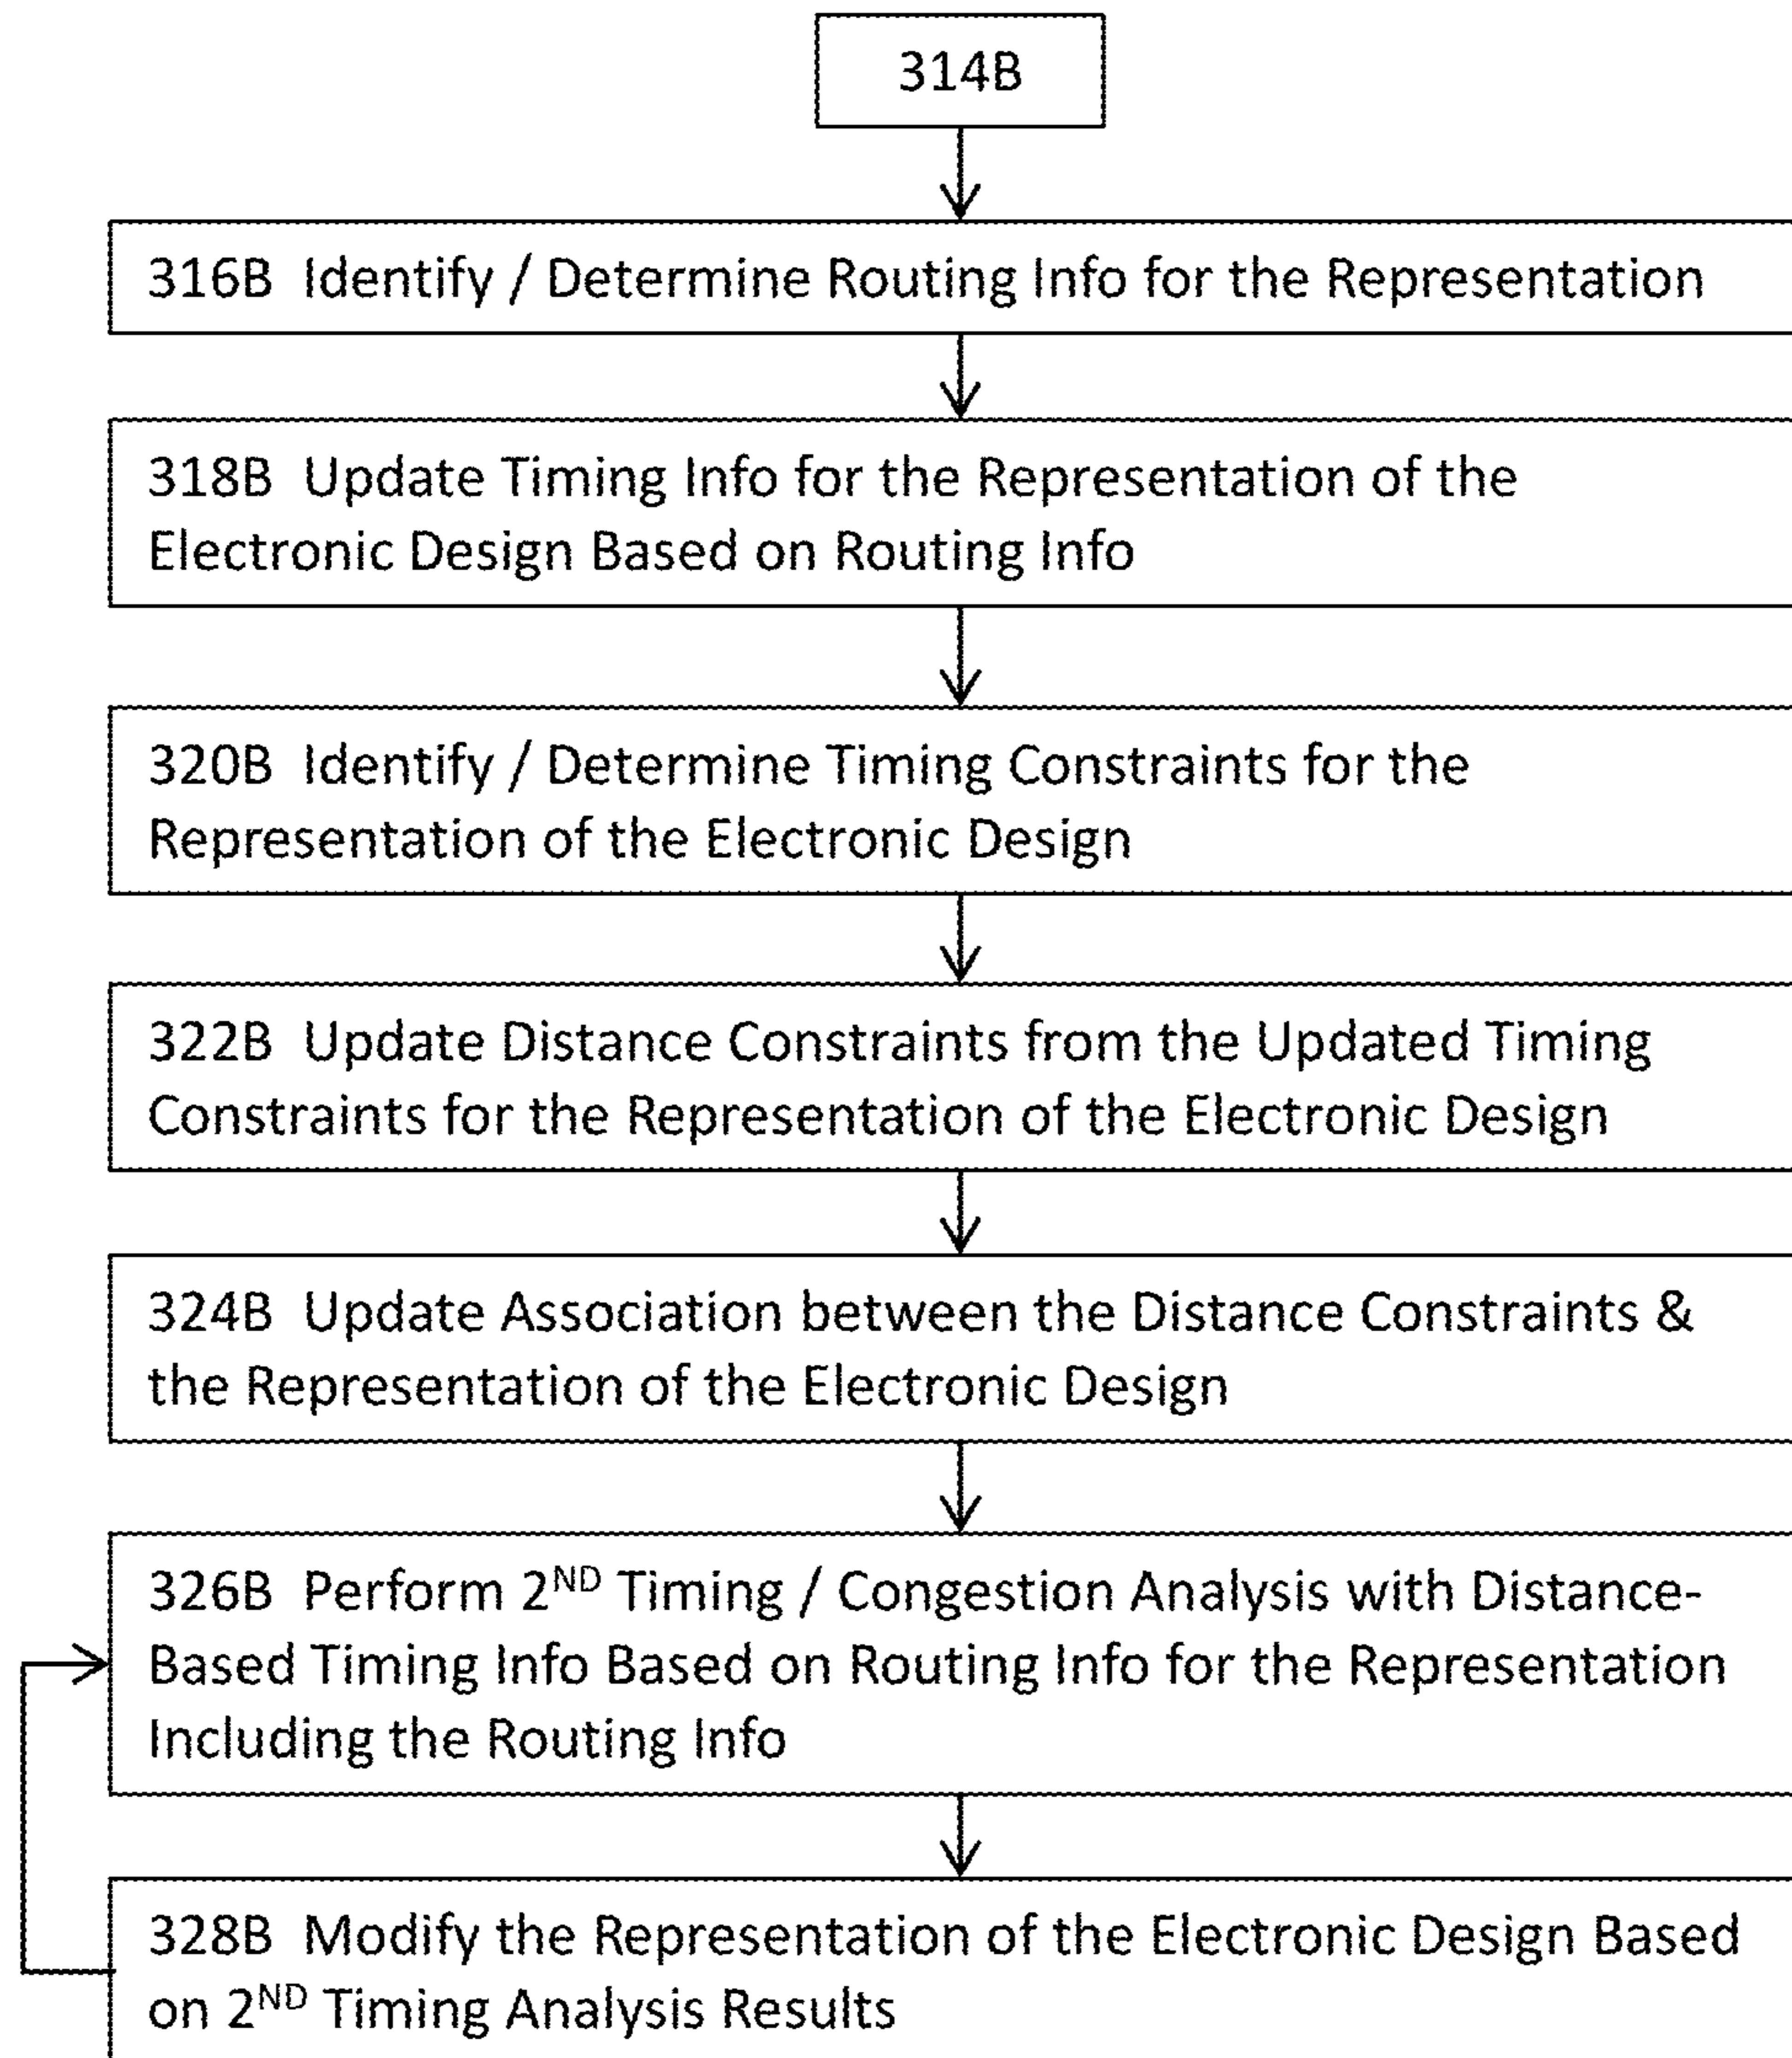 314B
316B Identify / Determine Routing Info for the Representation
318B Update Timing Info for the Representation of the
Electronic Design Based on Routing Info
320B Identify / Determine Timing Constraints for the
Representation of the Electronic Design
322B Update Distance Constraints from the Updated Timing
Constraints for the Representation of the Electronic Design
324B Update Association between the Distance Constraints &
the Representation of the Electronic Design
326B Perform 2ND Timing / Congestion Analysis with Distance-
Based Timing Info Based on Routing Info for the Representation
Including the Routing Info
328B Modify the Representation of the Electronic Design Based
on 2ND Timing Analysis Results